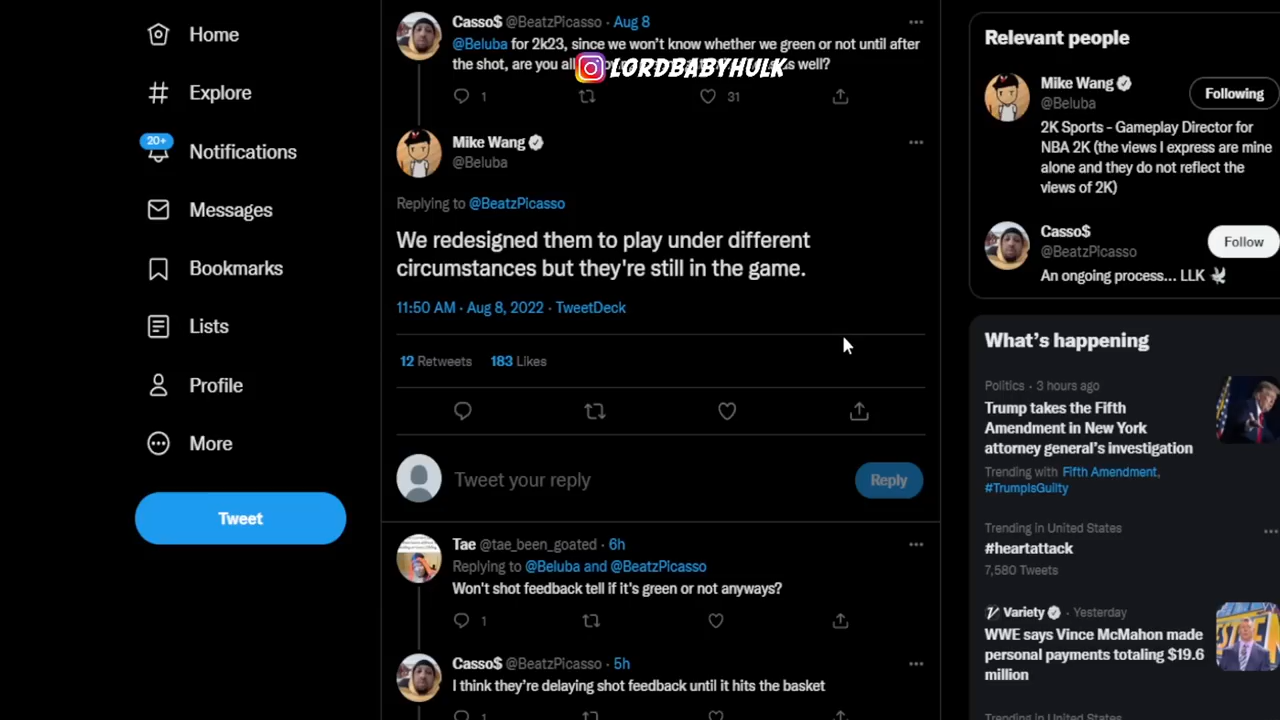 Home
Explore
20+
Notifications
Messages
Bookmarks
Lists
Profile
More
Tweet
Casso$ @BeatzPicasso · Aug 8
@Beluba for 2k23, since we won't know whether we green or not until after
the shot, are you all
s well?
LORDBABYHULK
1
31
Mike Wang
@Beluba
Replying to @BeatzPicasso
We redesigned them to play under different
circumstances but they're still in the game.
11:50 AM · Aug 8, 2022 · TweetDeck
12 Retweets 183 Likes
Tweet your reply
Reply
Tae @tae_been_goated · 6h
Replying to @Beluba and @BeatzPicasso
Won't shot feedback tell if it's green or not anyways?
1
Casso$ @BeatzPicasso · 5h
I think they're delaying shot feedback until it hits the basket
1
Relevant people
Mike Wang
@Beluba
Following
2K Sports - Gameplay Director for
NBA 2K (the views I express are mine
alone and they do not reflect the
views of 2K)
Casso$
@BeatzPicasso
Follow
An ongoing process... LLK
What's happening
Politics · 3 hours ago
Trump takes the Fifth
Amendment in New York
attorney general's investigation
Trending with Fifth Amendment,
#TrumpIsGuilty
Trending in United States
#heartattack
7,580 Tweets
Variety · Yesterday
WWE says Vince McMahon made
personal payments totaling $19.6
million
Trending in United States